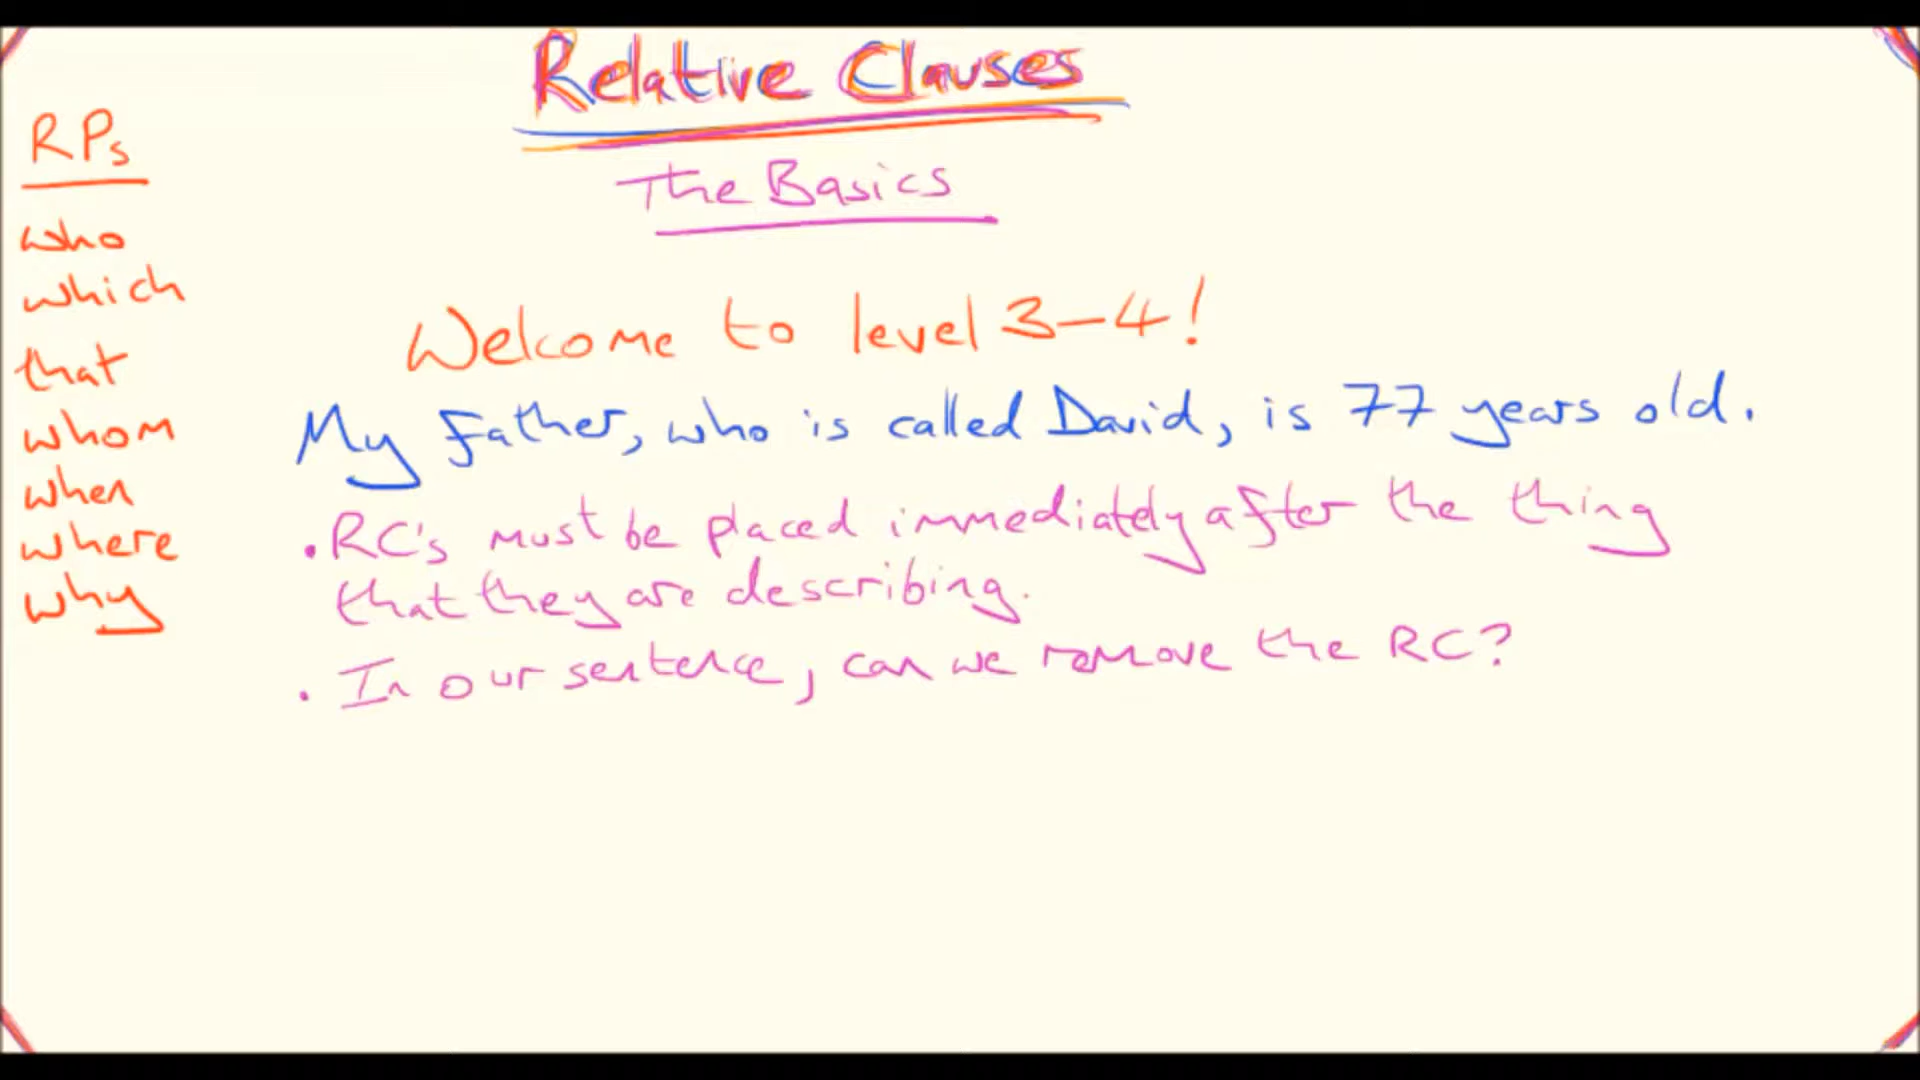 Relative Clauses
The Basics
RPs
who
which
that
whom
when
where
why
Welcome to level 3-4!
My father, who is called David, is 77 years old.
• RC's must be placed immediately after the thing
that they are describing.
• In our sentence, can we remove the RC?